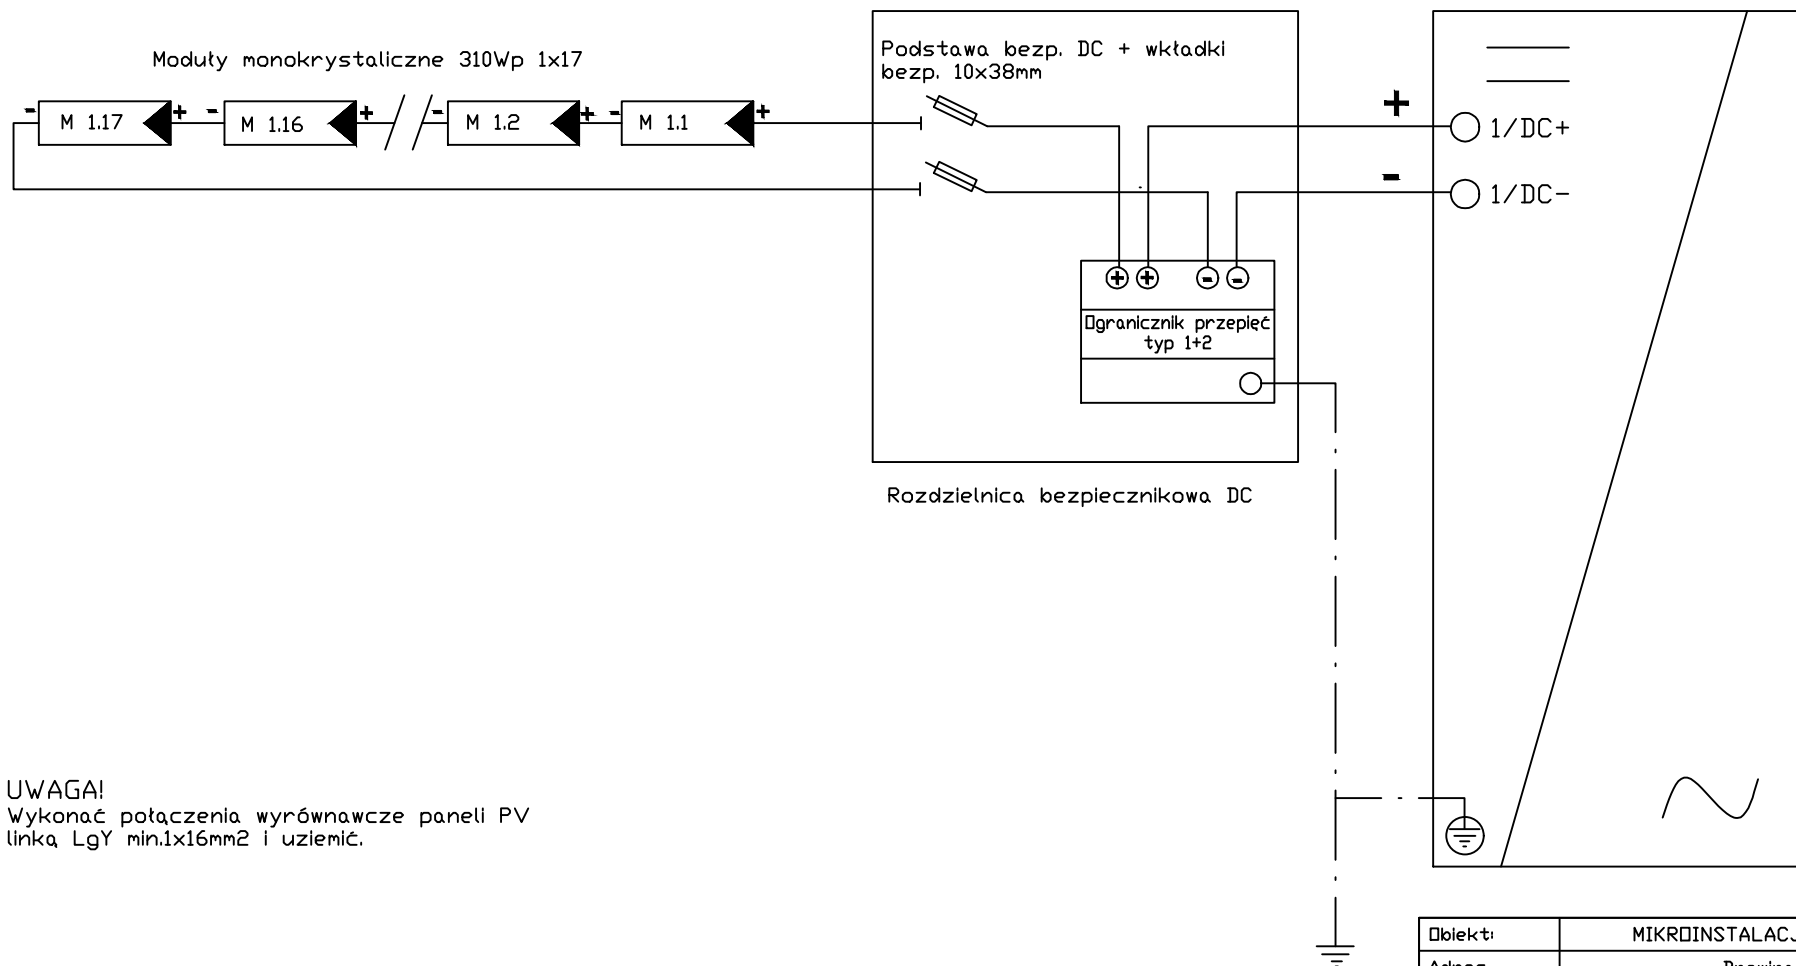 Moduły monokrystaliczne 310Wp 1x17
- M 1.17 + - M 1.16 + - M 1.2 + - M 1.1 +
Podstawa bezp. DC + wkładki
bezp. 10x38mm
+
1/DC+
-
1/DC-
+ + - -
Ogranicznik przepięć
typ 1+2
Rozdzielnica bezpiecznikowa DC
UWAGA!
Wykonać połączenia wyrównawcze paneli PV
linką LgY min.1x16mm2 i uziemić.
Obiekt: MIKROINSTALACJ